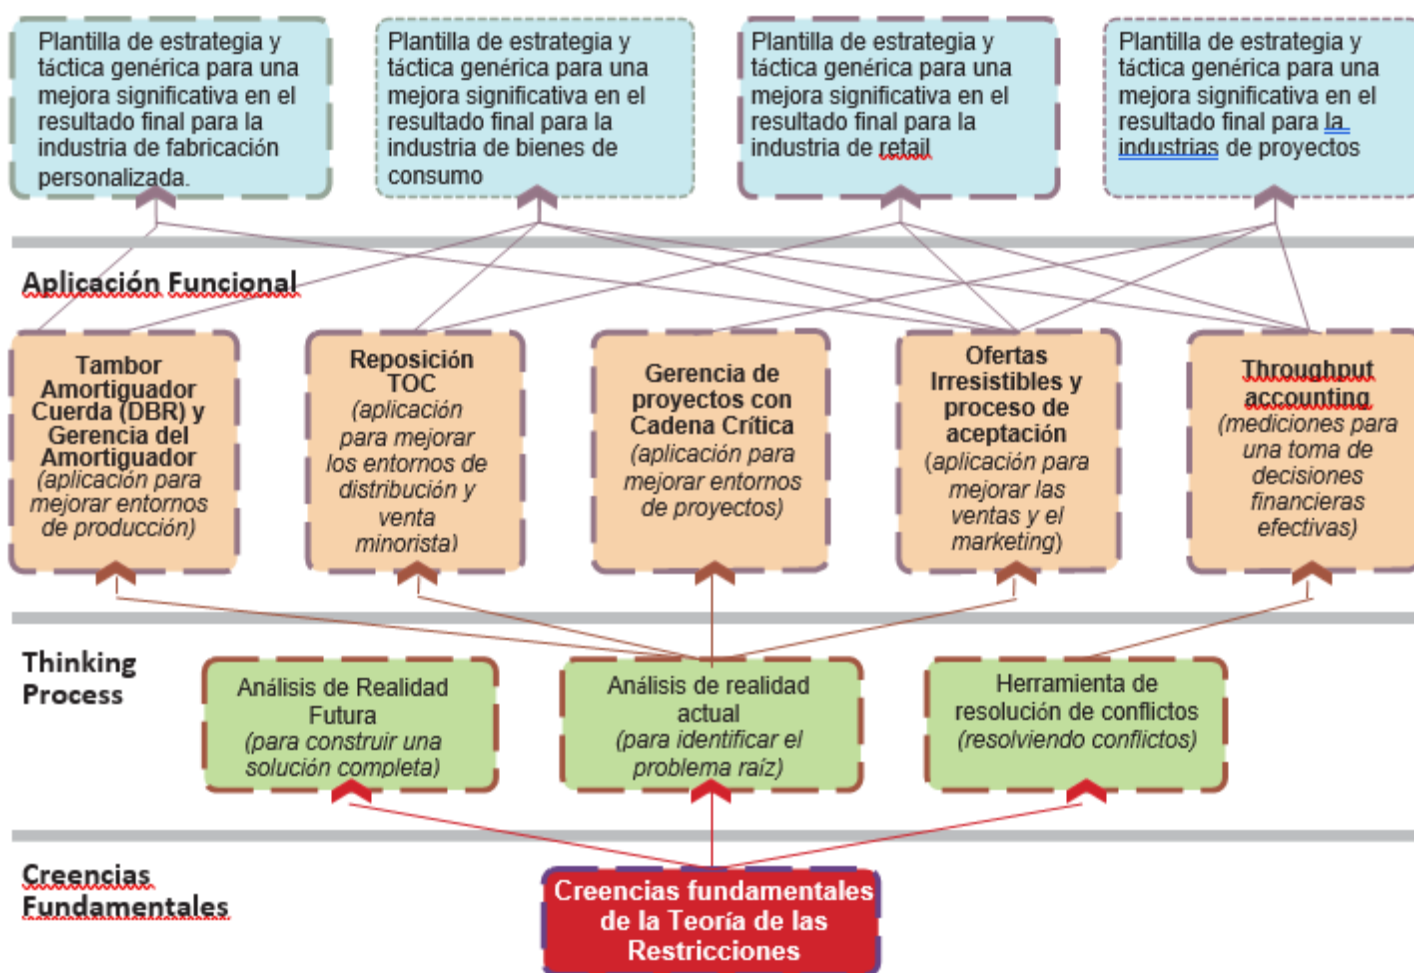 Plantilla de estrategia y
táctica genérica para una
mejora significativa en el
resultado final para la
industria de fabricación
personalizada.
Plantilla de estrategia y
táctica genérica para una
mejora significativa en el
resultado final para la
industria de bienes de
consumo
Plantilla de estrategia y
táctica genérica para una
mejora significativa en el
resultado final para la
industria de retail
Plantilla de estrategia y
táctica genérica para una
mejora significativa en el
resultado final para la
industrias de proyectos
Aplicación Funcional
Tambor
Amortiguador
Cuerda (DBR) y
Gerencia del
Amortiguador
(aplicación para
mejorar entornos
de producción)
Reposición
TOC
(aplicación
para mejorar
los entornos de
distribución y
venta
minorista)
Gerencia de
proyectos con
Cadena Crítica
(aplicación para
mejorar entornos
de proyectos)
Ofertas
Irresistibles y
proceso de
aceptación
(aplicación para
mejorar las
ventas y el
marketing)
Throughput
accounting
(mediciones para
una toma de
decisiones
financieras
efectivas)
Thinking
Process
Análisis de Realidad
Futura
(para construir una
solución completa)
Análisis de realidad
actual
(para identificar el
problema raíz)
Herramienta de
resolución de conflictos
(resolviendo conflictos)
Creencias
Fundamentales
Creencias fundamentales
de la Teoría de las
Restricciones